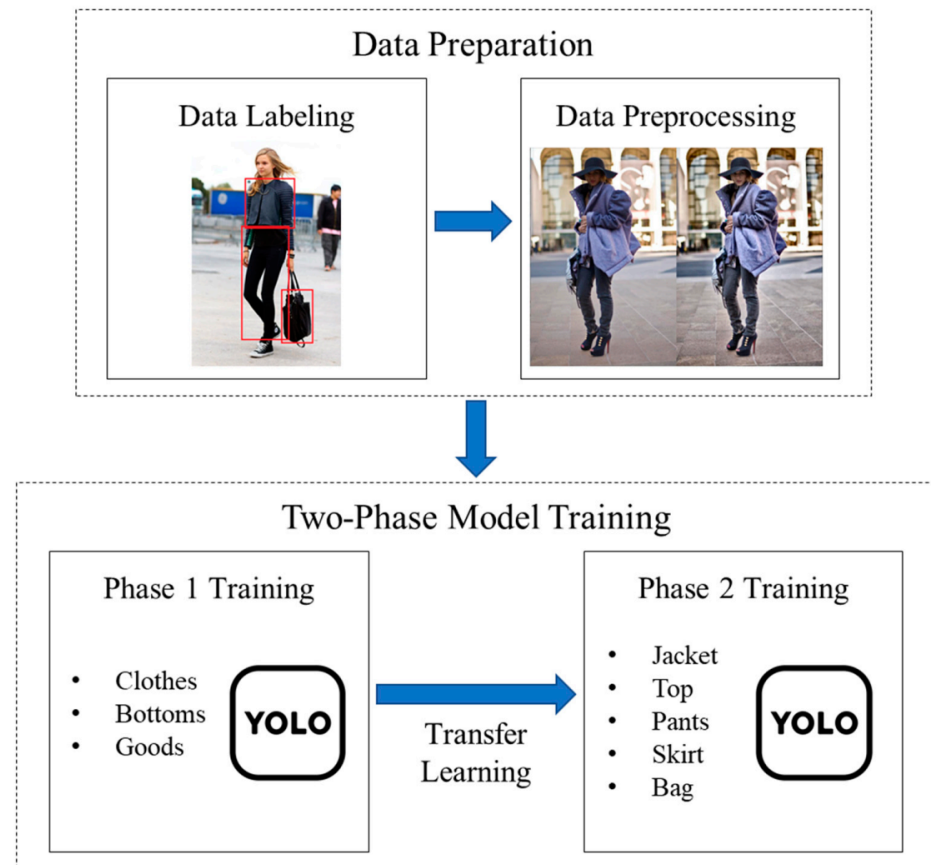 Data Preparation
Data Labeling
Data Preprocessing
Two-Phase Model Training
Phase 1 Training
• Clothes
• Bottoms
• Goods
YOLO
Transfer
Learning
Phase 2 Training
• Jacket
• Top
• Pants
• Skirt
• Bag
YOLO